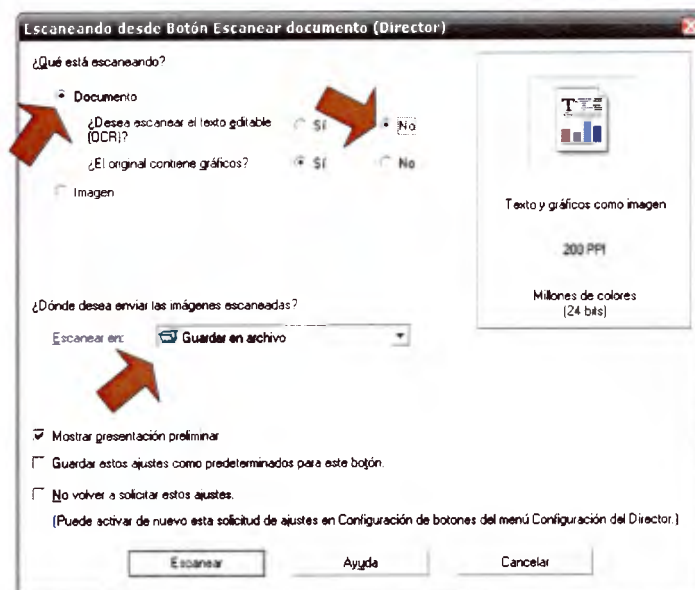 Escaneando desde Botón Escanear documento (Director)
¿Qué está escaneando?
Documento
¿Desea escanear el texto editable
(OCR)?
Sí
No
¿El original contiene gráficos?
Sí
No
Imagen
Texto y gráficos como imagen
200 PPI
Millones de colores
(24 bits)
¿Dónde desea enviar las imágenes escaneadas?
Escanear en:
Guardar en archivo
Mostrar presentación preliminar
Guardar estos ajustes como predeterminados para este botón.
No volver a solicitar estos ajustes.
(Puede activar de nuevo esta solicitud de ajustes en Configuración de botones del menú Configuración del Director.)
Escanear
Ayuda
Cancelar